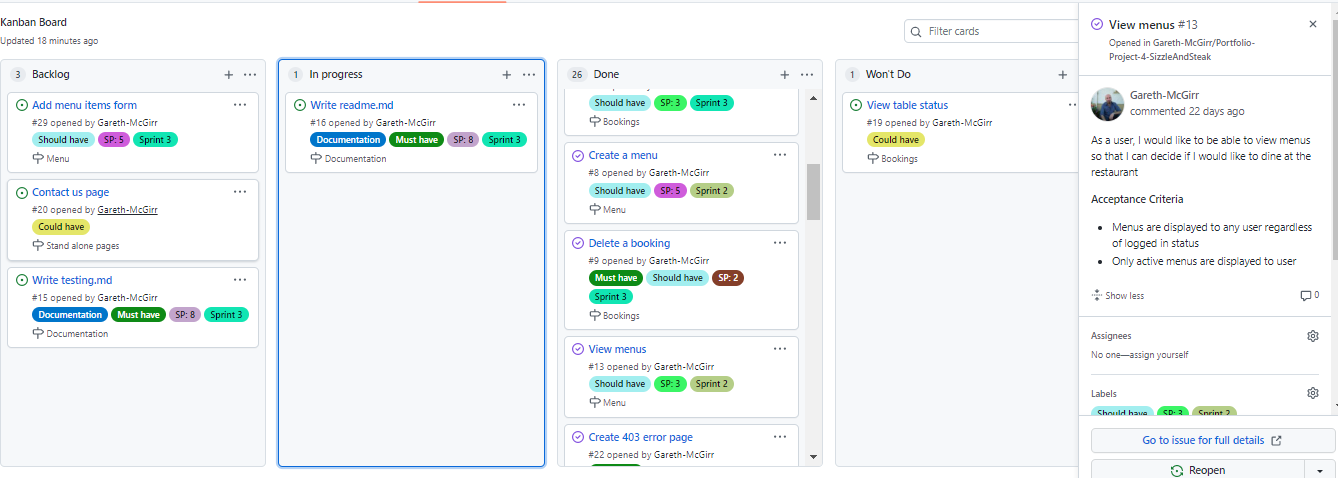 Kanban Board
Updated 18 minutes ago
Filter cards
3 Backlog
Add menu items form
#29 opened by Gareth-McGirr
Should have SP: 5 Sprint 3
Menu
Contact us page
#20 opened by Gareth-McGirr
Could have
Stand alone pages
Write testing.md
#15 opened by Gareth-McGirr
Documentation Must have SP: 8 Sprint 3
Documentation
1 In progress
Write readme.md
#16 opened by Gareth-McGirr
Documentation Must have SP: 8 Sprint 3
Documentation
26 Done
Should have SP: 3 Sprint 3
Bookings
Create a menu
#8 opened by Gareth-McGirr
Should have SP: 5 Sprint 2
Menu
Delete a booking
#9 opened by Gareth-McGirr
Must have Should have SP: 2
Sprint 3
Bookings
View menus
#13 opened by Gareth-McGirr
Should have SP: 3 Sprint 2
Menu
Create 403 error page
#22 opened by Gareth-McGirr
1 Won't Do
View table status
#19 opened by Gareth-McGirr
Could have
Bookings
View menus #13
Opened in Gareth-McGirr/Portfolio-
Project-4-SizzleAndSteak
Gareth-McGirr
commented 22 days ago
As a user, I would like to be able to view menus
so that I can decide if I would like to dine at the
restaurant
Acceptance Criteria
• Menus are displayed to any user regardless
of logged in status
• Only active menus are displayed to user
Show less 0
Assignees
No one—assign yourself
Labels
Should have SP: 3 Sprint 2
Go to issue for full details
Reopen